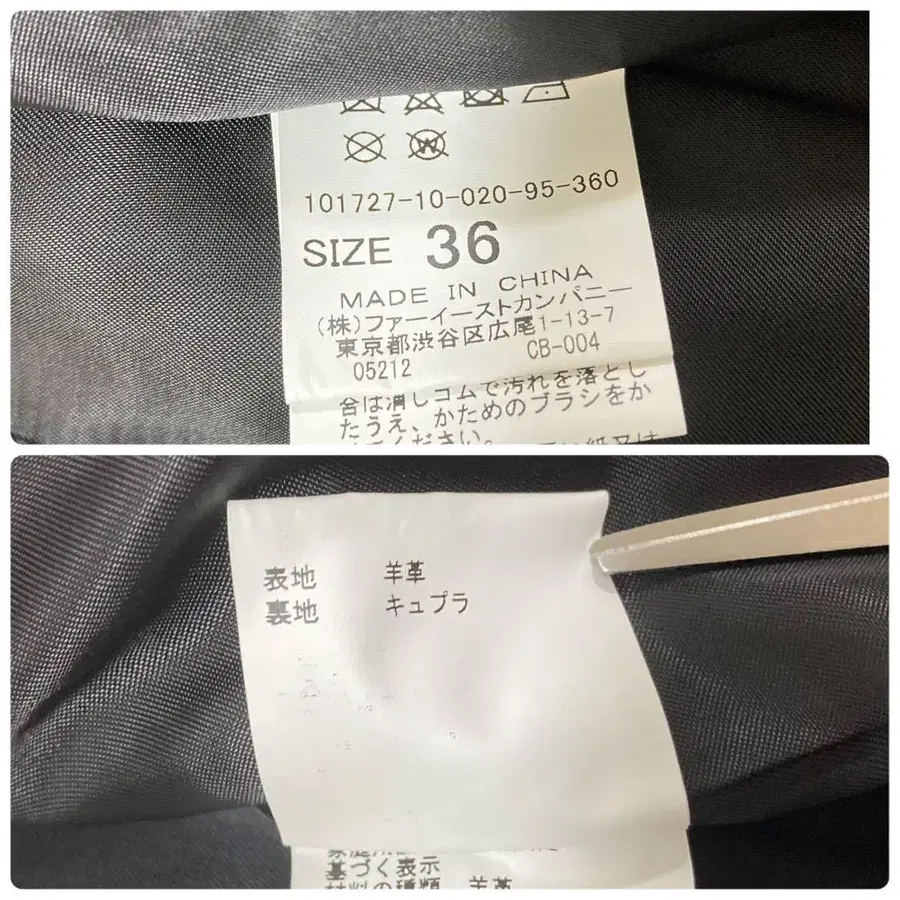 101727-10-020-95-360
SIZE 36
MADE IN CHINA
(株)ファーイーストカンパニー
東京都渋谷区広尾1-13-7
05212 CB-004
合は消しゴムで汚れを落とし
たうえ、かためのブラシをか
ください。
表地 羊革
裏地 キュプラ
基づく表示
材料の種類 羊革